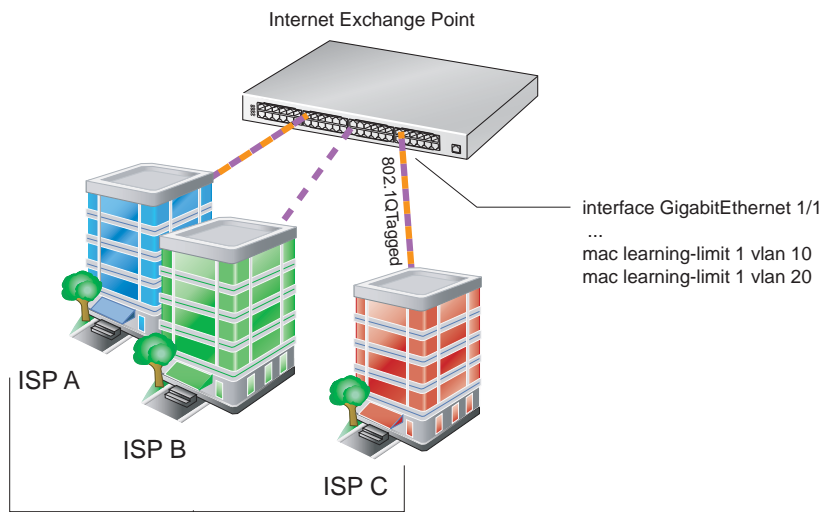 Internet Exchange Point
802.1QTagged
interface GigabitEthernet 1/1
...
mac learning-limit 1 vlan 10
mac learning-limit 1 vlan 20
ISP A
ISP B
ISP C